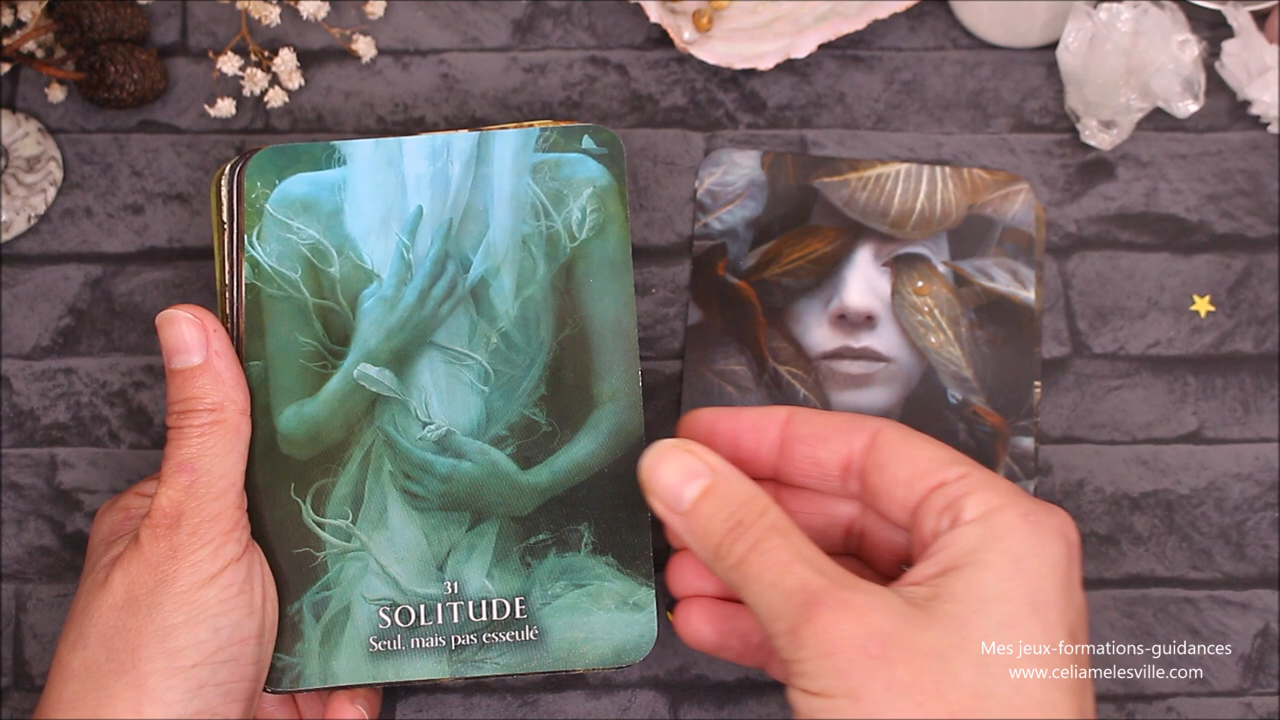 31
SOLITUDE
Seul, mais pas esseulé
Mes jeux-formations-guidances
www.celiamelesville.com